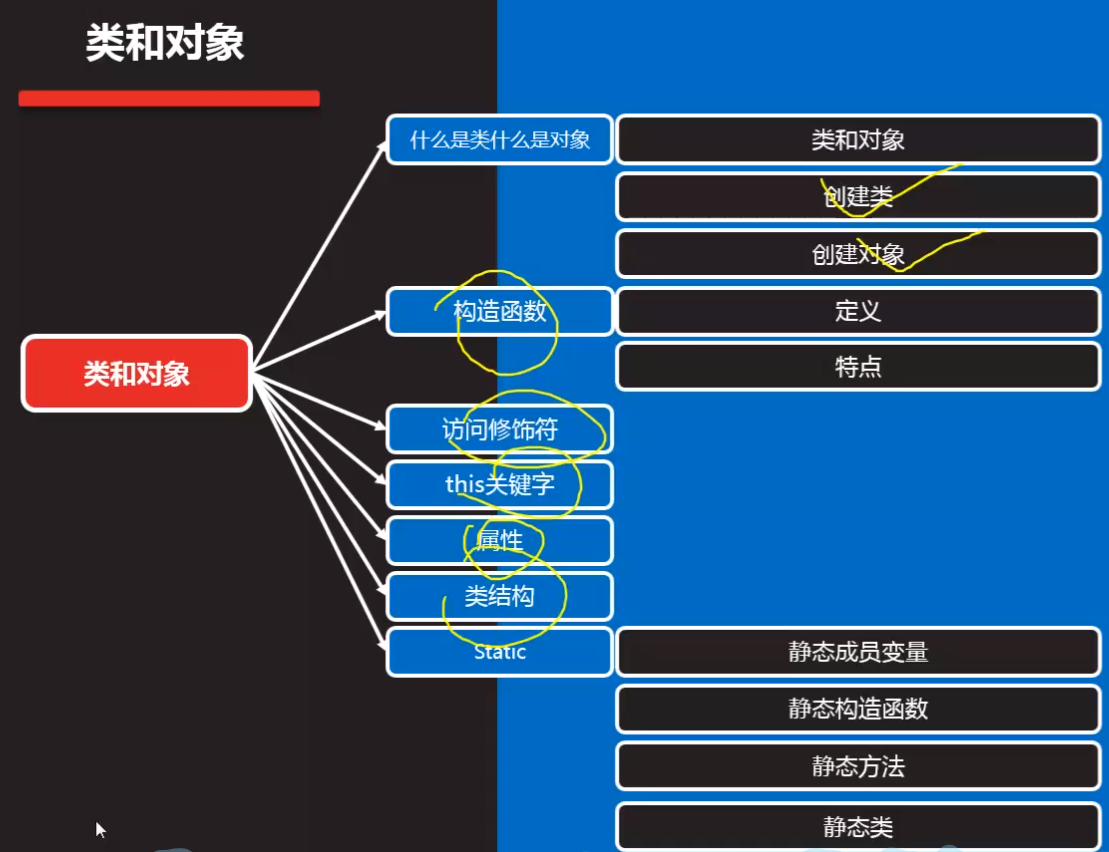 类和对象
什么是类什么是对象
类和对象
创建类
创建对象
构造函数
定义
特点
类和对象
访问修饰符
this关键字
属性
类结构
Static
静态成员变量
静态构造函数
静态方法
静态类